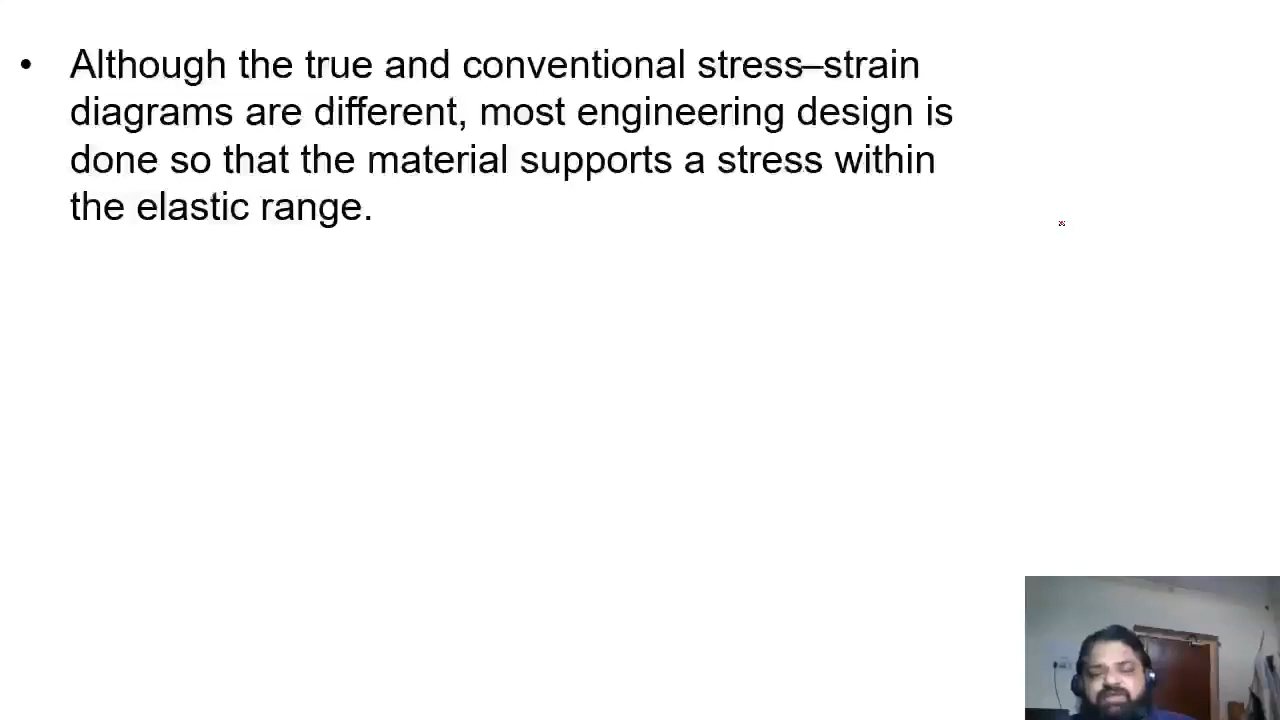 • Although the true and conventional stress–strain
diagrams are different, most engineering design is
done so that the material supports a stress within
the elastic range.